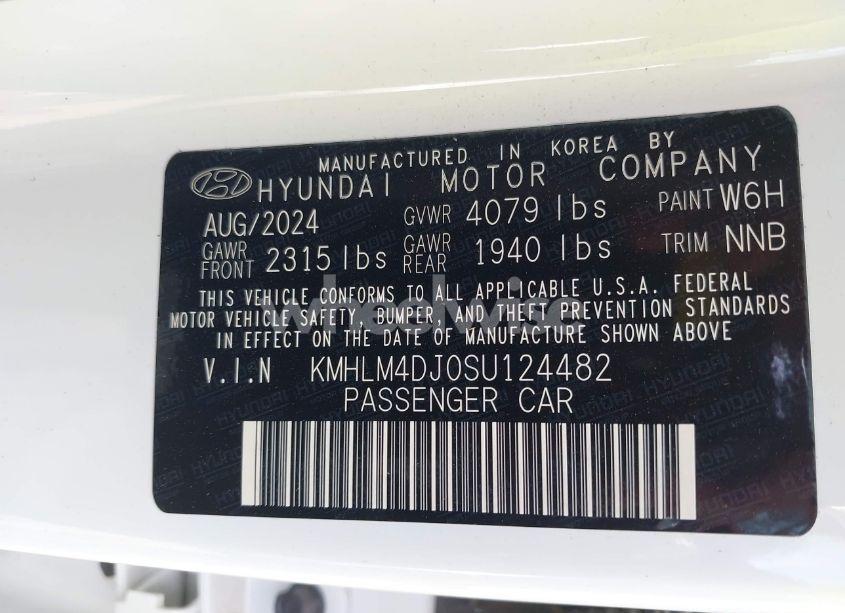 MANUFACTURED IN KOREA BY
HYUNDAI MOTOR COMPANY
AUG/2024 GVWR 4079 lbs PAINT W6H
GAWR FRONT 2315 lbs GAWR REAR 1940 lbs TRIM NNB
THIS VEHICLE CONFORMS TO ALL APPLICABLE U.S.A. FEDERAL
MOTOR VEHICLE SAFETY, BUMPER, AND THEFT PREVENTION STANDARDS
IN EFFECT ON THE DATE OF MANUFACTURE SHOWN ABOVE
V.I.N KMHLM4DJ0SU124482
PASSENGER CAR
wheelwise